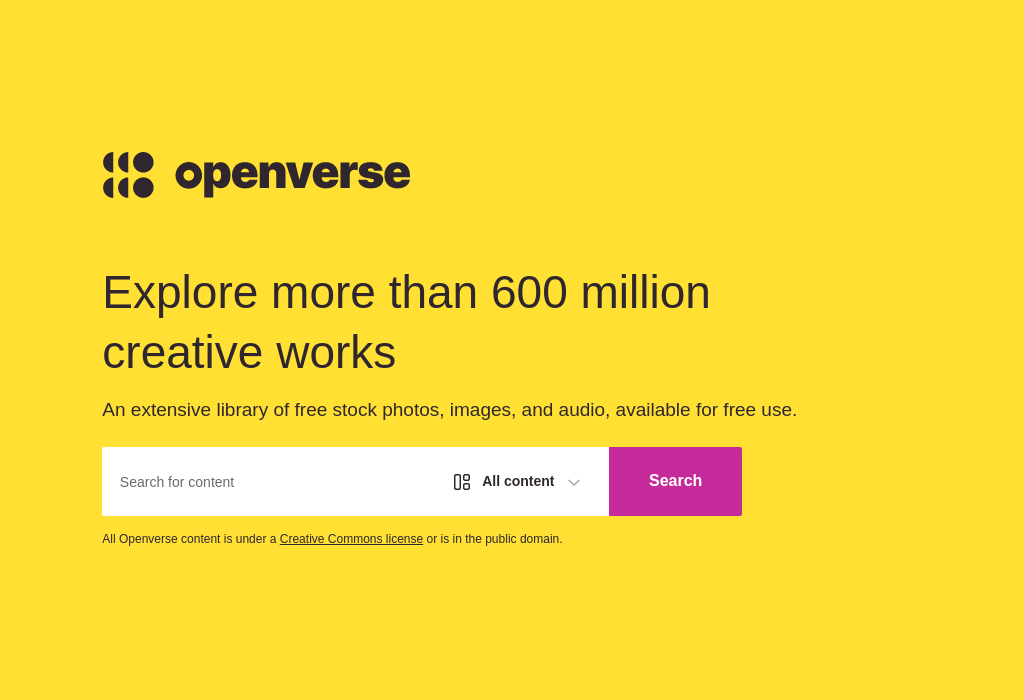 openverse
Explore more than 600 million
creative works
An extensive library of free stock photos, images, and audio, available for free use.
Search for content
All content
Search
All Openverse content is under a Creative Commons license or is in the public domain.